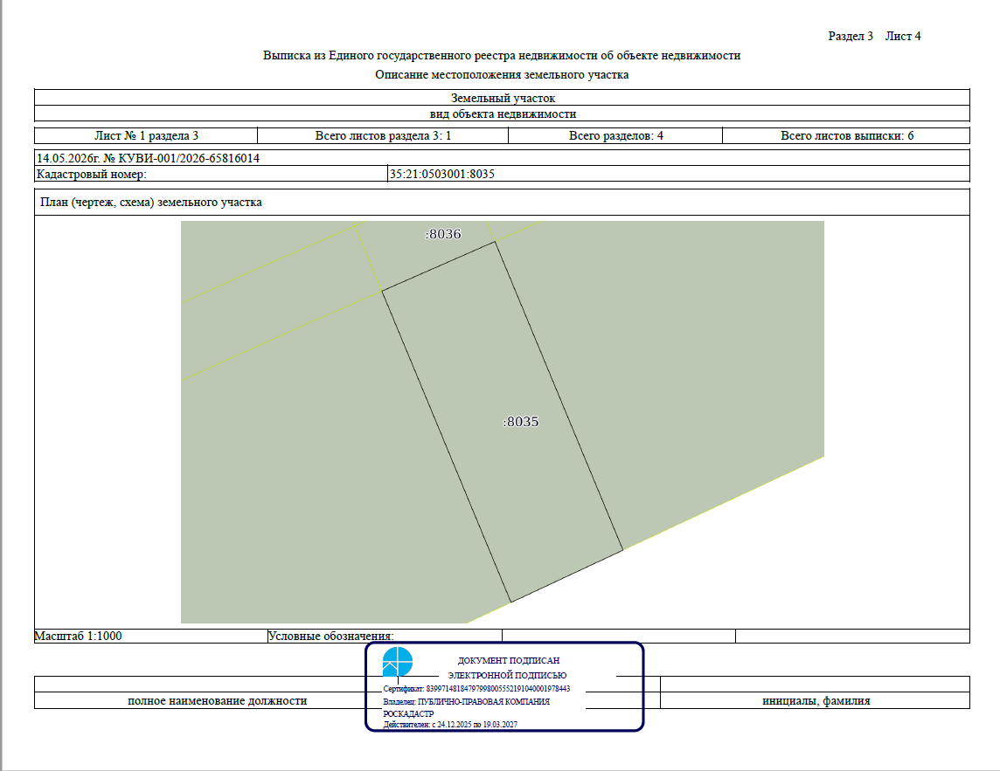 Раздел 3 Лист 4
Выписка из Единого государственного реестра недвижимости об объекте недвижимости
Описание местоположения земельного участка
Земельный участок
вид объекта недвижимости
Лист № 1 раздела 3 Всего листов раздела 3: 1 Всего разделов: 4 Всего листов выписки: 6
14.05.2026г. № КУВИ-001/2026-65816014
Кадастровый номер: 35:21:0503001:8035
План (чертеж, схема) земельного участка
:8036
:8035
Масштаб 1:1000 Условные обозначения:
ДОКУМЕНТ ПОДПИСАН
ЭЛЕКТРОННОЙ ПОДПИСЬЮ
Сертификат: 83997148184797998005552191040001978443
Владелец: ПУБЛИЧНО-ПРАВОВАЯ КОМПАНИЯ
РОСКАДАСТР
Действителен: с 24.12.2025 по 19.03.2027
полное наименование должности инициалы, фамилия